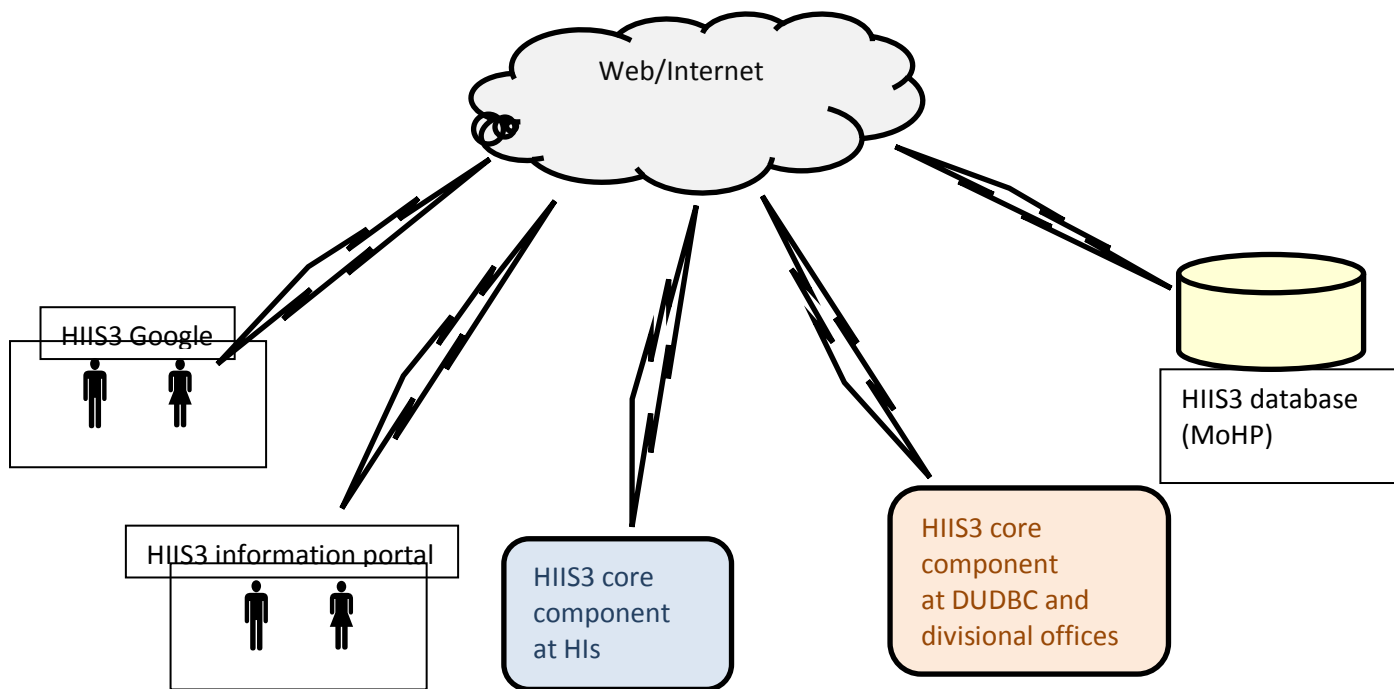 Web/Internet
HIIS3 Google
HIIS3 database
(MoHP)
HIIS3 information portal
HIIS3 core
component
at HIs
HIIS3 core
component
at DUDBC and
divisional offices